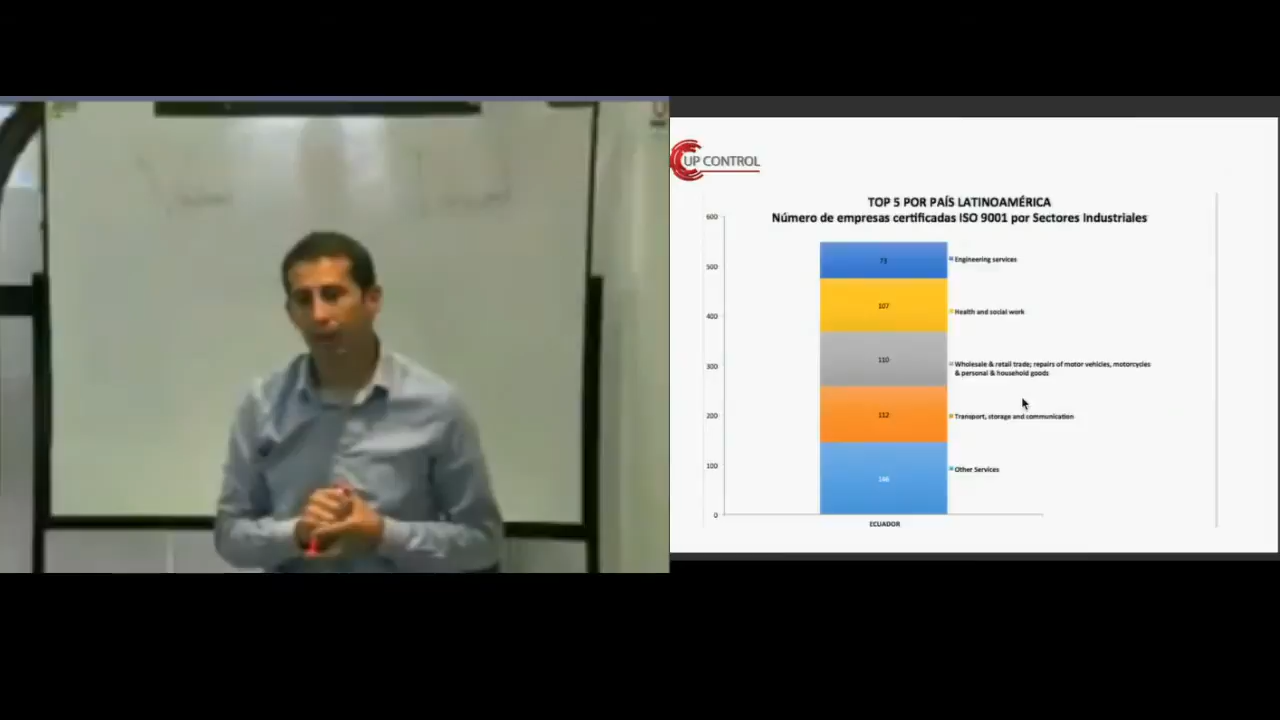 UP CONTROL
TOP 5 POR PAÍS LATINOAMÉRICA
Número de empresas certificadas ISO 9001 por Sectores Industriales
600
500
400
300
200
100
0
73
107
110
112
146
Engineering services
Health and social work
Wholesale & retail trade; repairs of motor vehicles, motorcycles
& personal & household goods
Transport, storage and communication
Other Services
ECUADOR